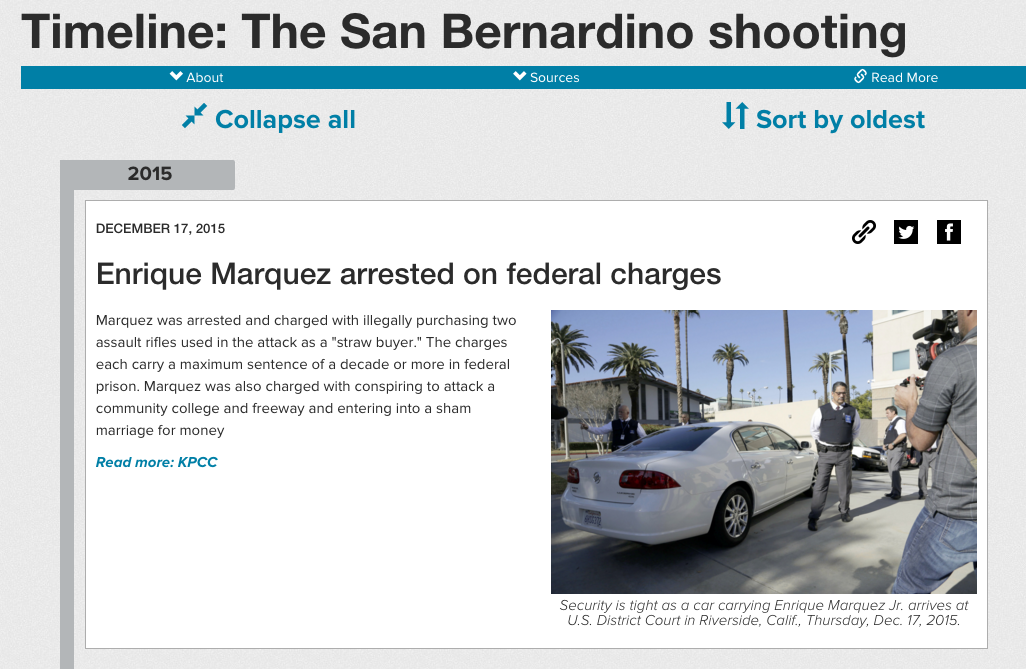 Timeline: The San Bernardino shooting
About
Sources
Read More
Collapse all
Sort by oldest
2015
DECEMBER 17, 2015
Enrique Marquez arrested on federal charges
Marquez was arrested and charged with illegally purchasing two
assault rifles used in the attack as a "straw buyer." The charges
each carry a maximum sentence of a decade or more in federal
prison. Marquez was also charged with conspiring to attack a
community college and freeway and entering into a sham
marriage for money
Read more: KPCC
Security is tight as a car carrying Enrique Marquez Jr. arrives at
U.S. District Court in Riverside, Calif., Thursday, Dec. 17, 2015.